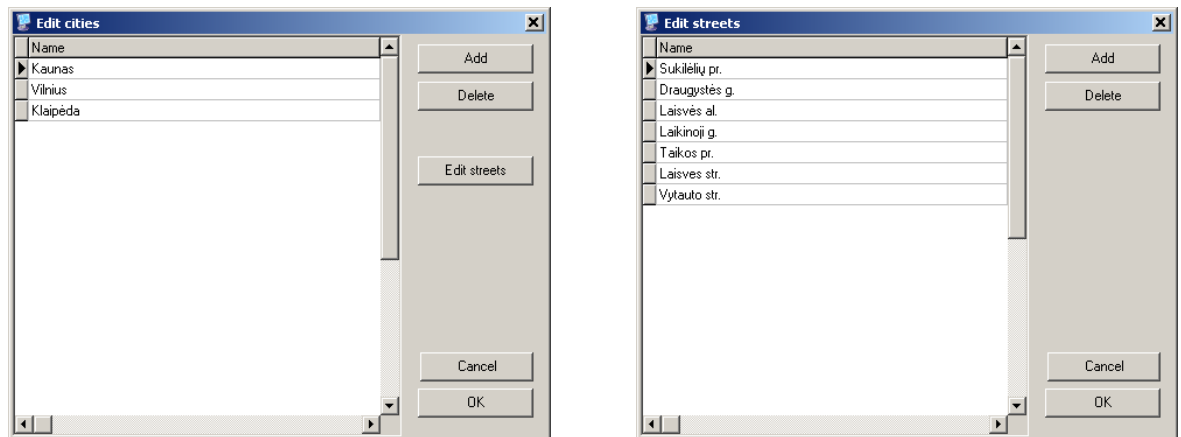 Edit cities
Name
Kaunas
Vilnius
Klaipėda
Add
Delete
Edit streets
Cancel
OK
Edit streets
Name
Sukilėlių pr.
Draugystės g.
Laisvės al.
Laikinoji g.
Taikos pr.
Laisves str.
Vytauto str.
Add
Delete
Cancel
OK